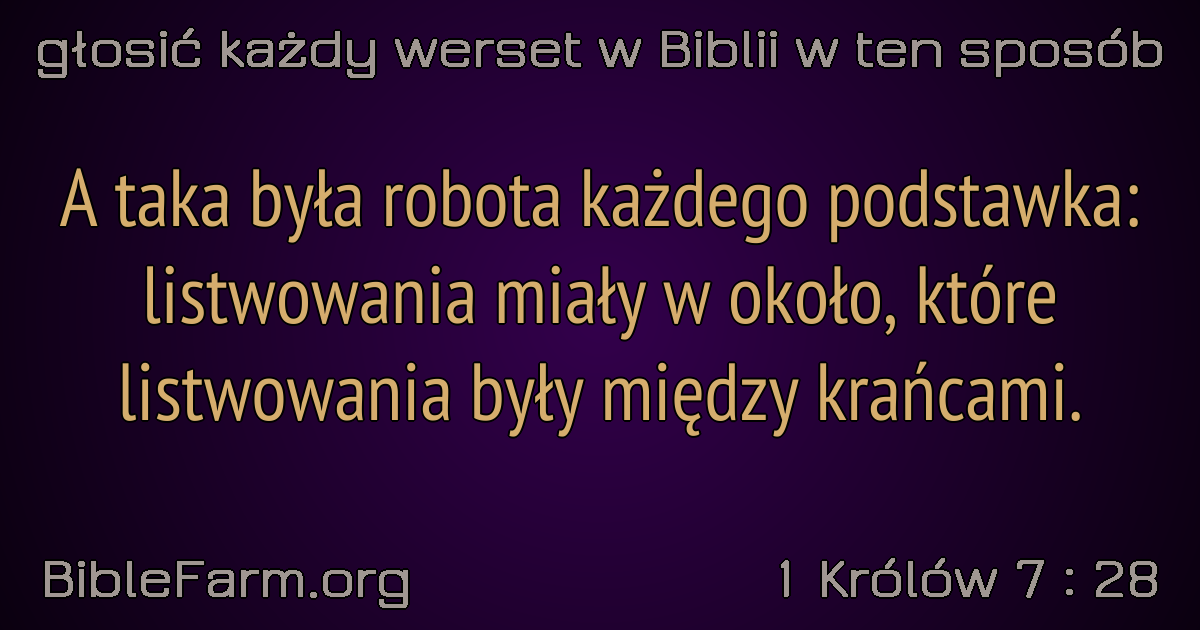 głosić każdy werset w Biblii w ten sposób
A taka była robota każdego podstawka:
listwowania miały w około, które
listwowania były między krańcami.
BibleFarm.org
1 Królów 7 : 28